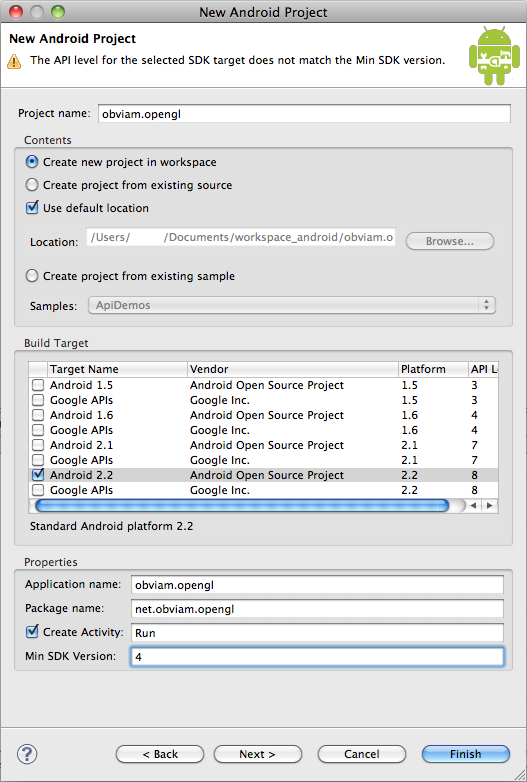 New Android Project
New Android Project
The API level for the selected SDK target does not match the Min SDK version.
Project name: obviam.opengl
Contents
Create new project in workspace
Create project from existing source
Use default location
Location: /Users/ /Documents/workspace_android/obviam.o Browse...
Create project from existing sample
Samples: ApiDemos
Build Target
Target Name Vendor Platform API L
Android 1.5 Android Open Source Project 1.5 3
Google APIs Google Inc. 1.5 3
Android 1.6 Android Open Source Project 1.6 4
Google APIs Google Inc. 1.6 4
Android 2.1 Android Open Source Project 2.1 7
Google APIs Google Inc. 2.1 7
Android 2.2 Android Open Source Project 2.2 8
Google APIs Google Inc. 2.2 8
Standard Android platform 2.2
Properties
Application name: obviam.opengl
Package name: net.obviam.opengl
Create Activity: Run
Min SDK Version: 4
? < Back Next > Cancel Finish